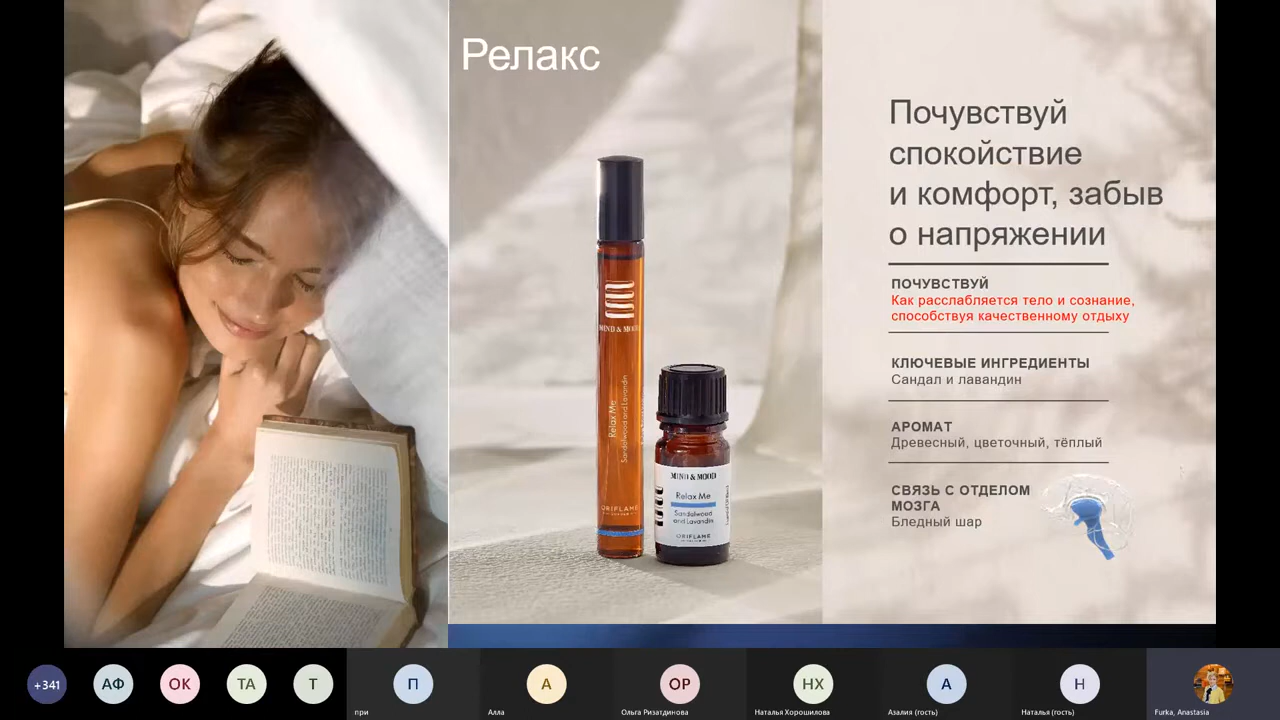 Релакс
Почувствуй
спокойствие
и комфорт, забыв
о напряжении
ПОЧУВСТВУЙ
Как расслабляется тело и сознание,
способствуя качественному отдыху
КЛЮЧЕВЫЕ ИНГРЕДИЕНТЫ
Сандал и лавандин
АРОМАТ
Древесный, цветочный, тёплый
СВЯЗЬ С ОТДЕЛОМ
МОЗГА
Бледный шар
MIND & MOOD
Relax Me
Sandalwood and Lavandin
ORIFLAME
MIND & MOOD
Relax Me
Sandalwood
and Lavandin
ORIFLAME
+341
АФ
ОК
ТА
Т
П
А
ОР
НХ
А
Н
при
Алла
Ольга Ризатдинова
Наталья Хорошилова
Азалия (гость)
Наталья (гость)
Furka, Anastasia